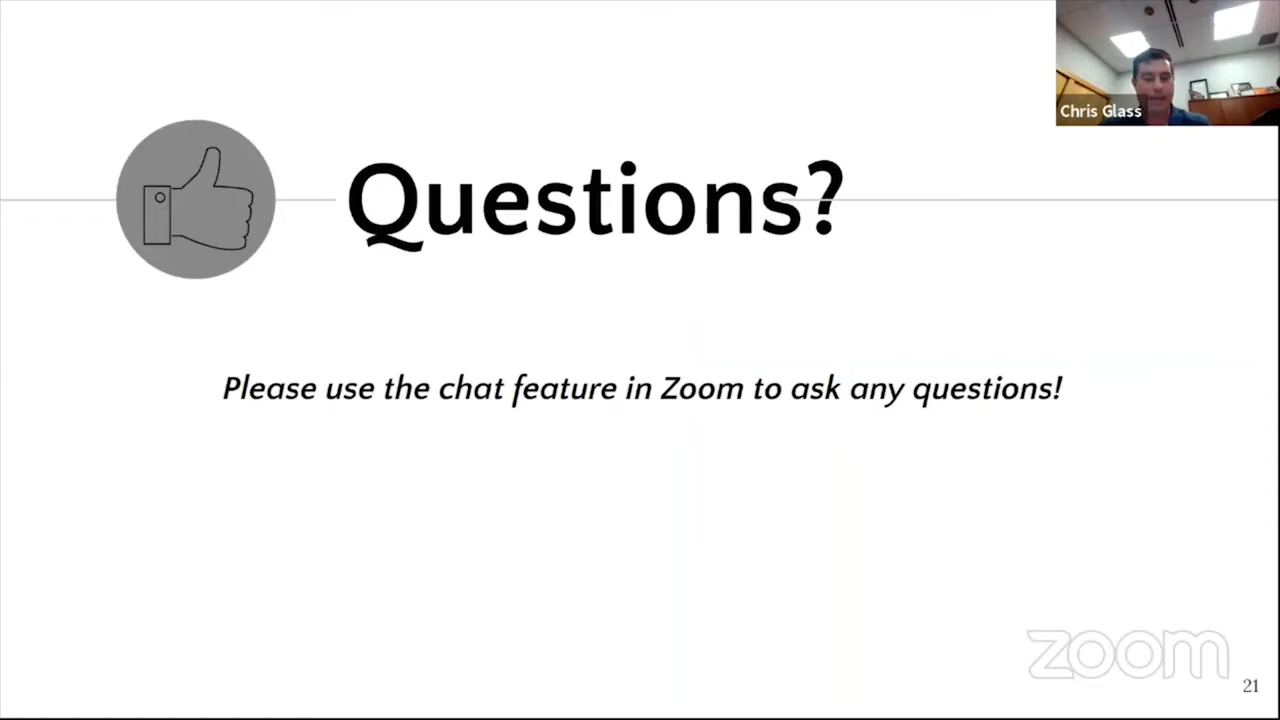 Chris Glass
Questions?
Please use the chat feature in Zoom to ask any questions!
zoom
21